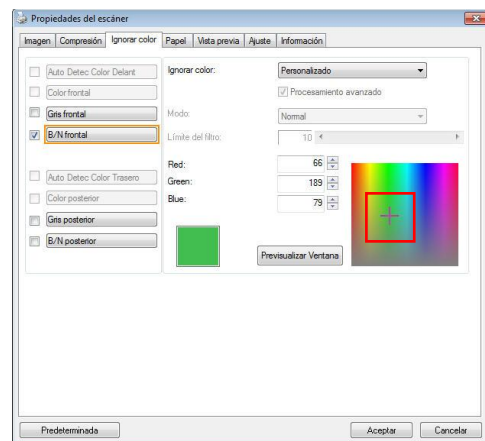 Propiedades del escáner
Imagen Compresión Ignorar color Papel Vista previa Ajuste Información
Auto Detec Color Delant
Color frontal
Gris frontal
B/N frontal
Auto Detec Color Trasero
Color posterior
Gris posterior
B/N posterior
Ignorar color: Personalizado
Procesamiento avanzado
Modo: Normal
Límite del filtro: 10
Red: 66
Green: 189
Blue: 79
Previsualizar Ventana
Predeterminada Aceptar Cancelar